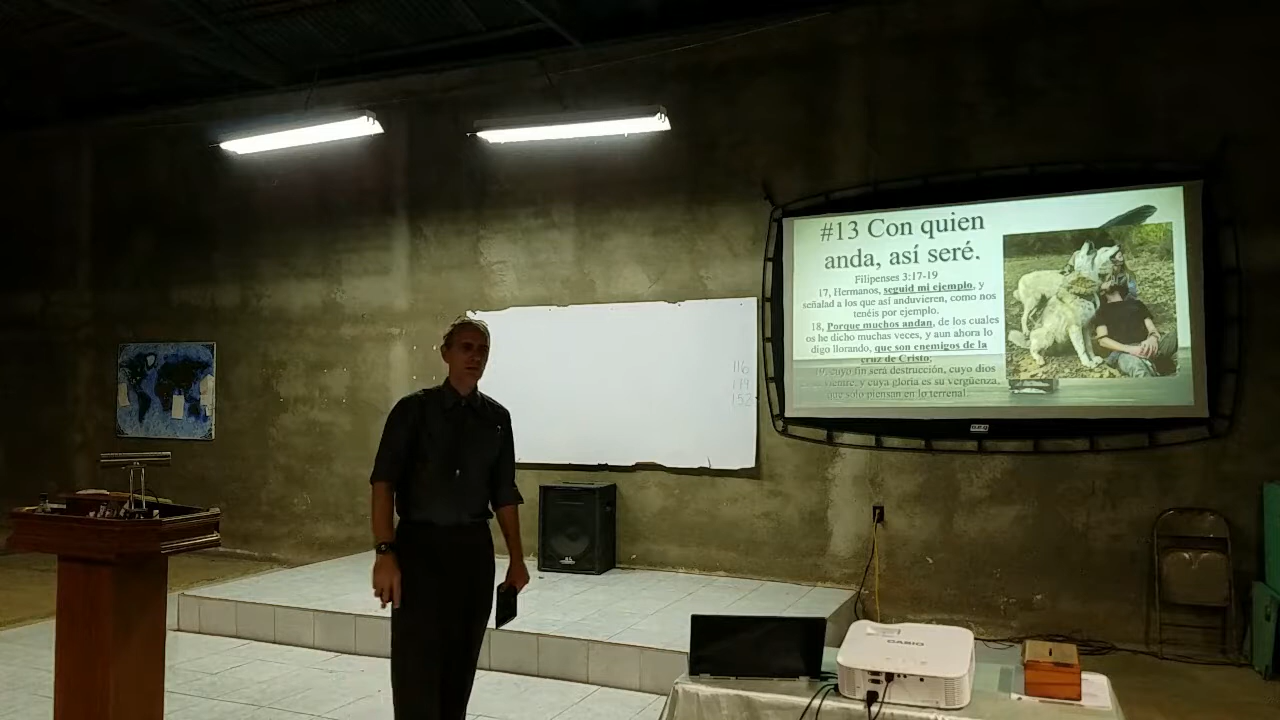 #13 Con quien
anda, así seré.
Filipenses 3:17-19
17, Hermanos, seguid mi ejemplo, y
señalad a los que así anduvieren, como nos
tenéis por ejemplo.
18, Porque muchos andan, de los cuales
os he dicho muchas veces, y aun ahora lo
digo llorando, que son enemigos de la
cruz de Cristo;
19, cuyo fin será destrucción, cuyo dios
vientre, y cuya gloria es su vergüenza,
que solo piensan en lo terrenal.
116
152
CASIO